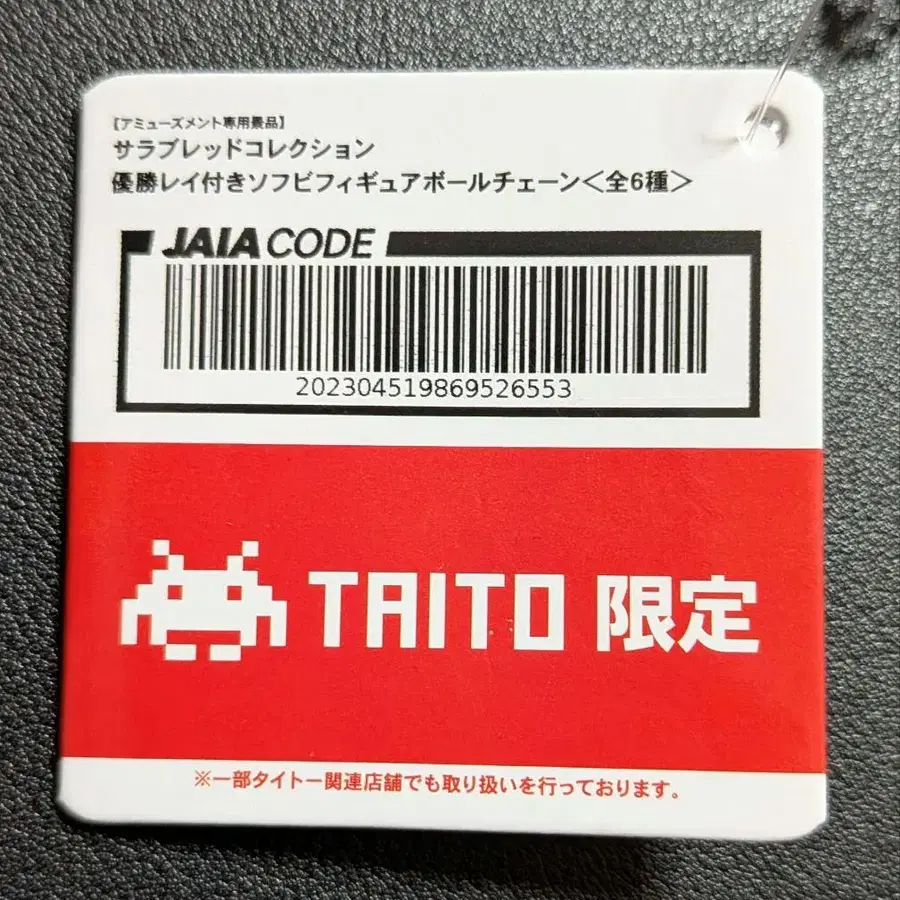 【アミューズメント専用景品】
サラブレッドコレクション
優勝レイ付きソフビフィギュアボールチェーン＜全6種＞
JAIA CODE
202304519869526553
TAITO 限定
※一部タイトー関連店舗でも取り扱いを行っております。